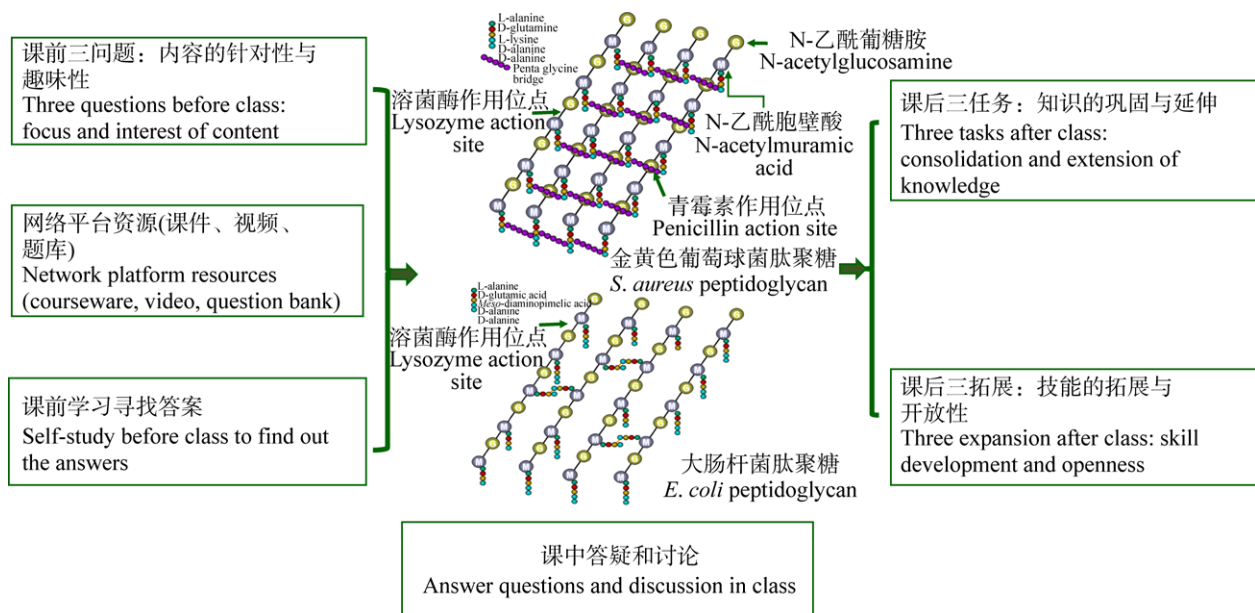 课前三问题：内容的针对性与
趣味性
Three questions before class:
focus and interest of content
网络平台资源(课件、视频、
题库)
Network platform resources
(courseware, video, question bank)
课前学习寻找答案
Self-study before class to find out
the answers
L-alanine
D-glutamine
L-lysine
D-alanine
D-alanine
Penta glycine
bridge
溶菌酶作用位点
Lysozyme action
site
N-乙酰葡糖胺
N-acetylglucosamine
N-乙酰胞壁酸
N-acetylmuramic
acid
青霉素作用位点
Penicillin action site
金黄色葡萄球菌肽聚糖
S. aureus peptidoglycan
L-alanine
D-glutamic acid
Meso-diaminopimelic acid
D-alanine
D-alanine
溶菌酶作用位点
Lysozyme action
site
大肠杆菌肽聚糖
E. coli peptidoglycan
课中答疑和讨论
Answer questions and discussion in class
课后三任务：知识的巩固与延伸
Three tasks after class:
consolidation and extension of
knowledge
课后三拓展：技能的拓展与
开放性
Three expansion after class: skill
development and openness